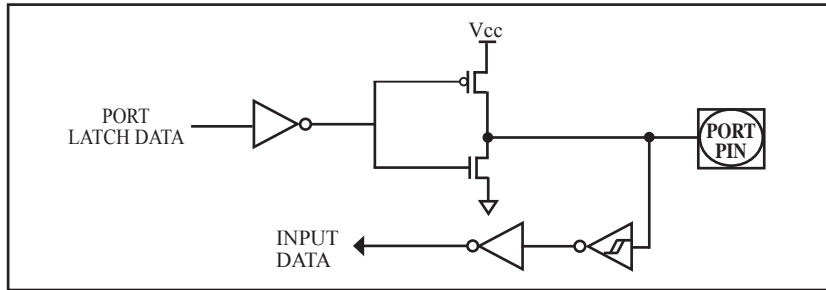 Vcc
PORT
LATCH DATA
PORT
PIN
INPUT
DATA